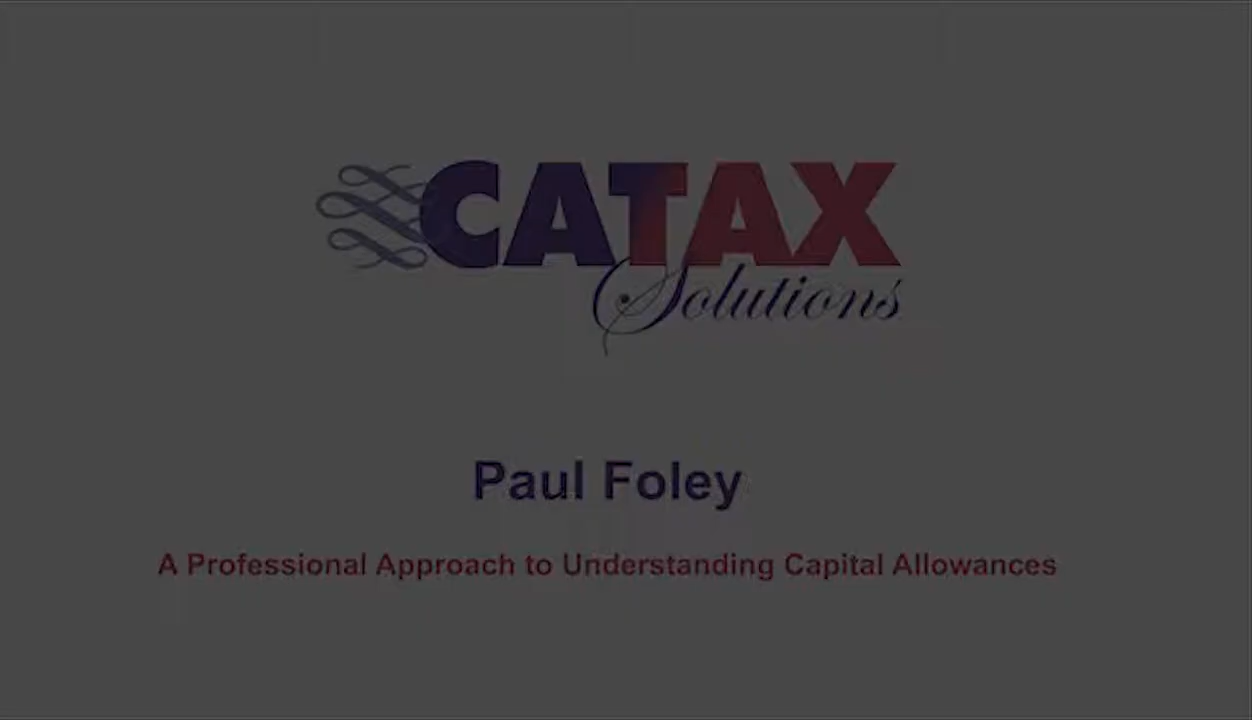 CATAX
Solutions
Paul Foley
A Professional Approach to Understanding Capital Allowances